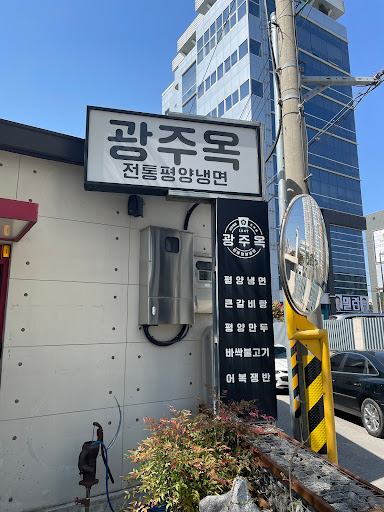 광주옥
전통평양냉면
1947
광주옥
평양냉면
큰갈비탕
평양만두
바싹불고기
어복쟁반